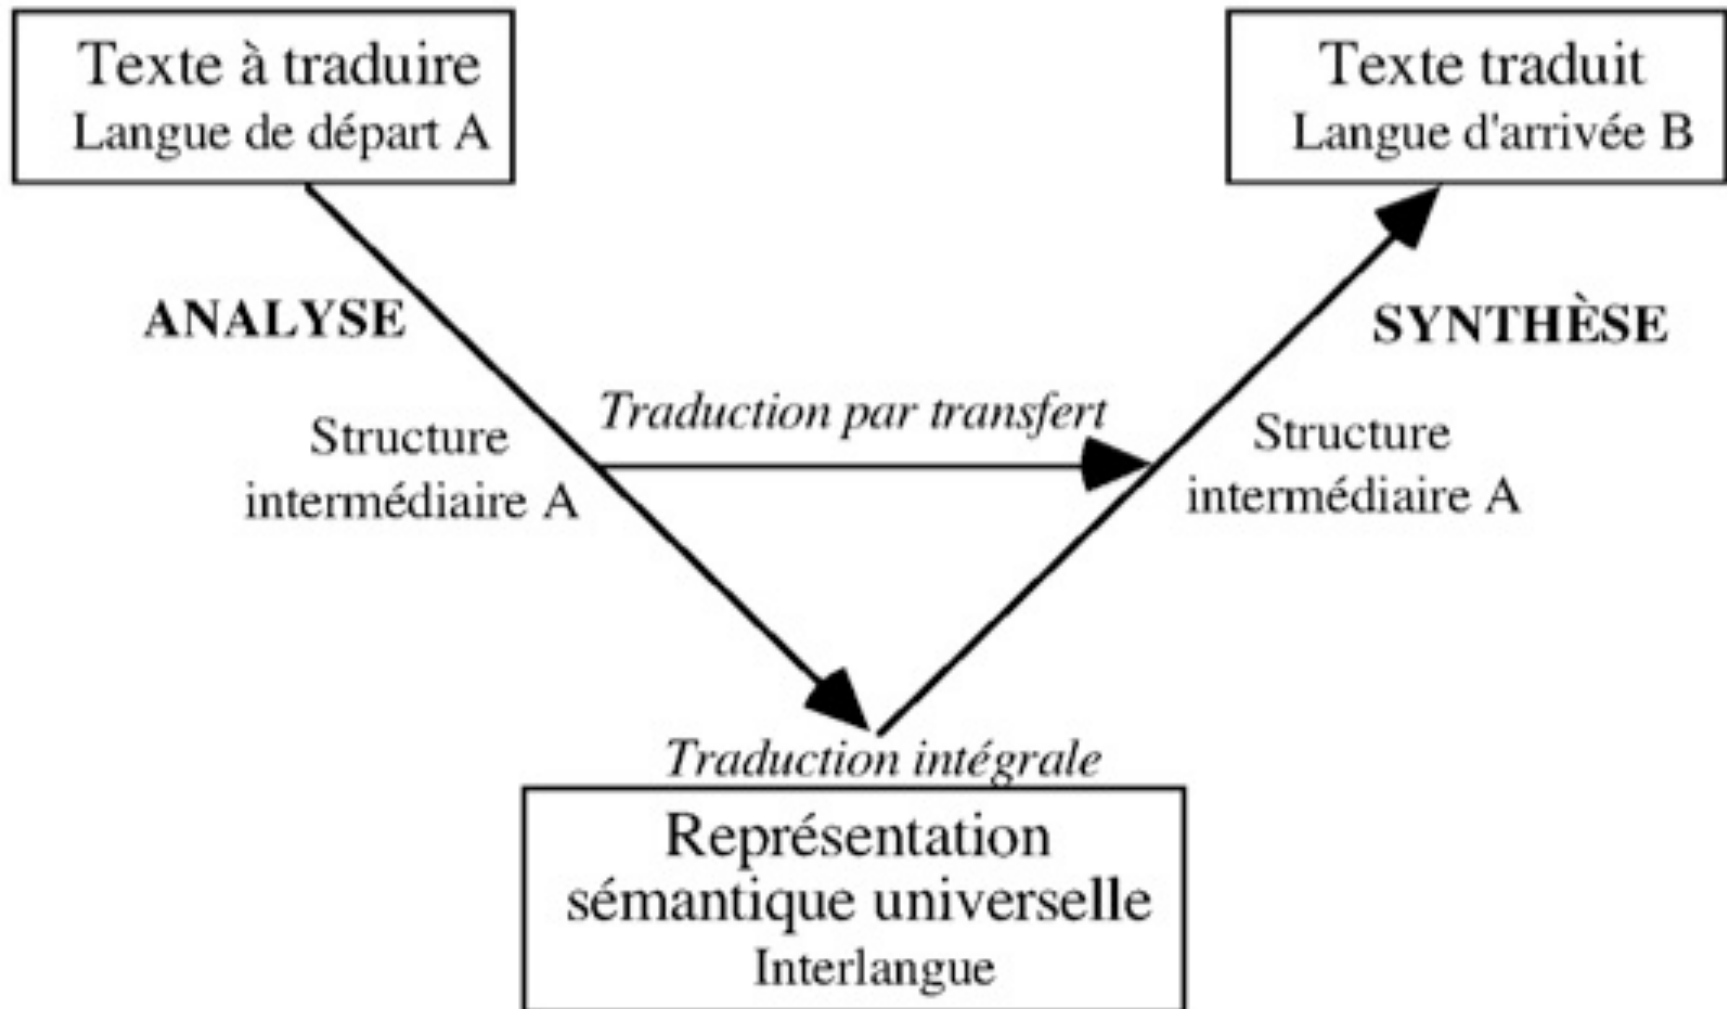 Texte à traduire
Langue de départ A
Texte traduit
Langue d'arrivée B
ANALYSE
SYNTHÈSE
Traduction par transfert
Structure
intermédiaire A
Structure
intermédiaire A
Traduction intégrale
Représentation
sémantique universelle
Interlangue